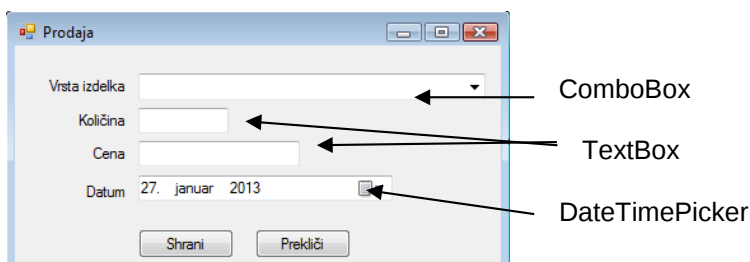 Prodaja
Vrsta izdelka
ComboBox
Količina
TextBox
Cena
Datum 27. januar 2013
DateTimePicker
Shrani Prekliči